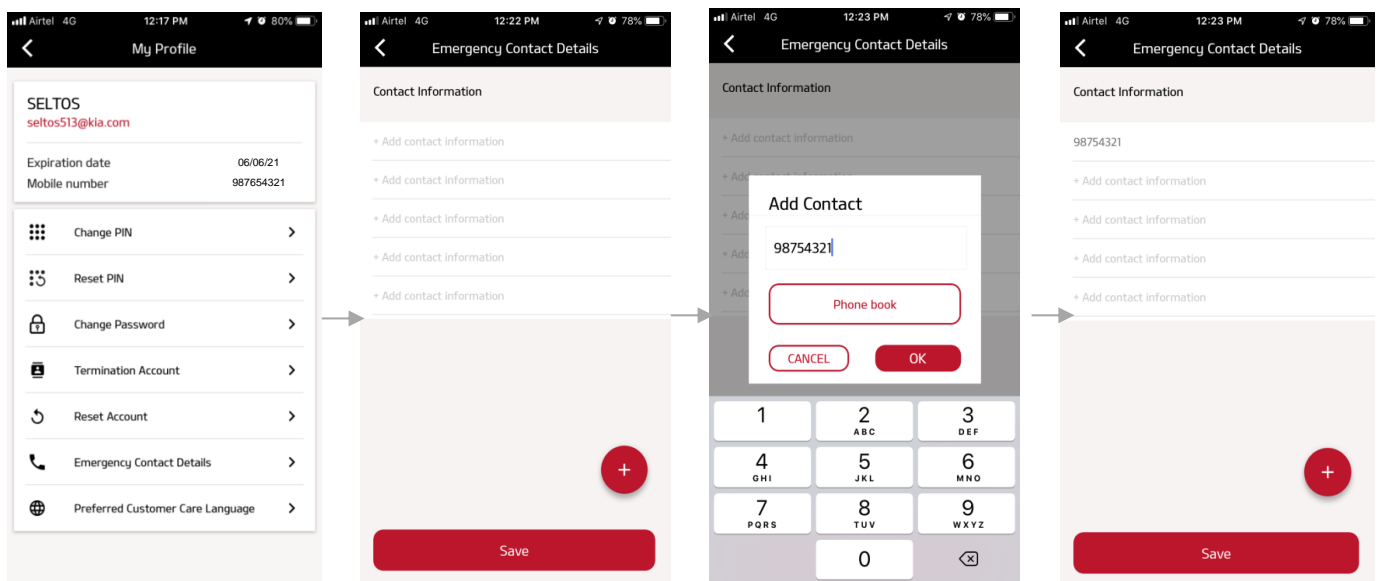 Airtel 4G 12:17 PM 80%
My Profile
SELTOS
seltos513@kia.com
Expiration date 06/06/21
Mobile number 987654321
Change PIN
Reset PIN
Change Password
Termination Account
Reset Account
Emergency Contact Details
Preferred Customer Care Language
Airtel 4G 12:22 PM 78%
Emergency Contact Details
Contact Information
+ Add contact information
+ Add contact information
+ Add contact information
+ Add contact information
+ Add contact information
+
Save
Airtel 4G 12:23 PM 78%
Emergency Contact Details
Contact Information
+ Add contact information
+ Add
+ Add
+ Add
+ Add
Add Contact
98754321
Phone book
CANCEL OK
1 2 3
ABC DEF
4 5 6
GHI JKL MNO
7 8 9
PQRS TUV WXYZ
0
Airtel 4G 12:23 PM 78%
Emergency Contact Details
Contact Information
98754321
+ Add contact information
+ Add contact information
+ Add contact information
+ Add contact information
+
Save